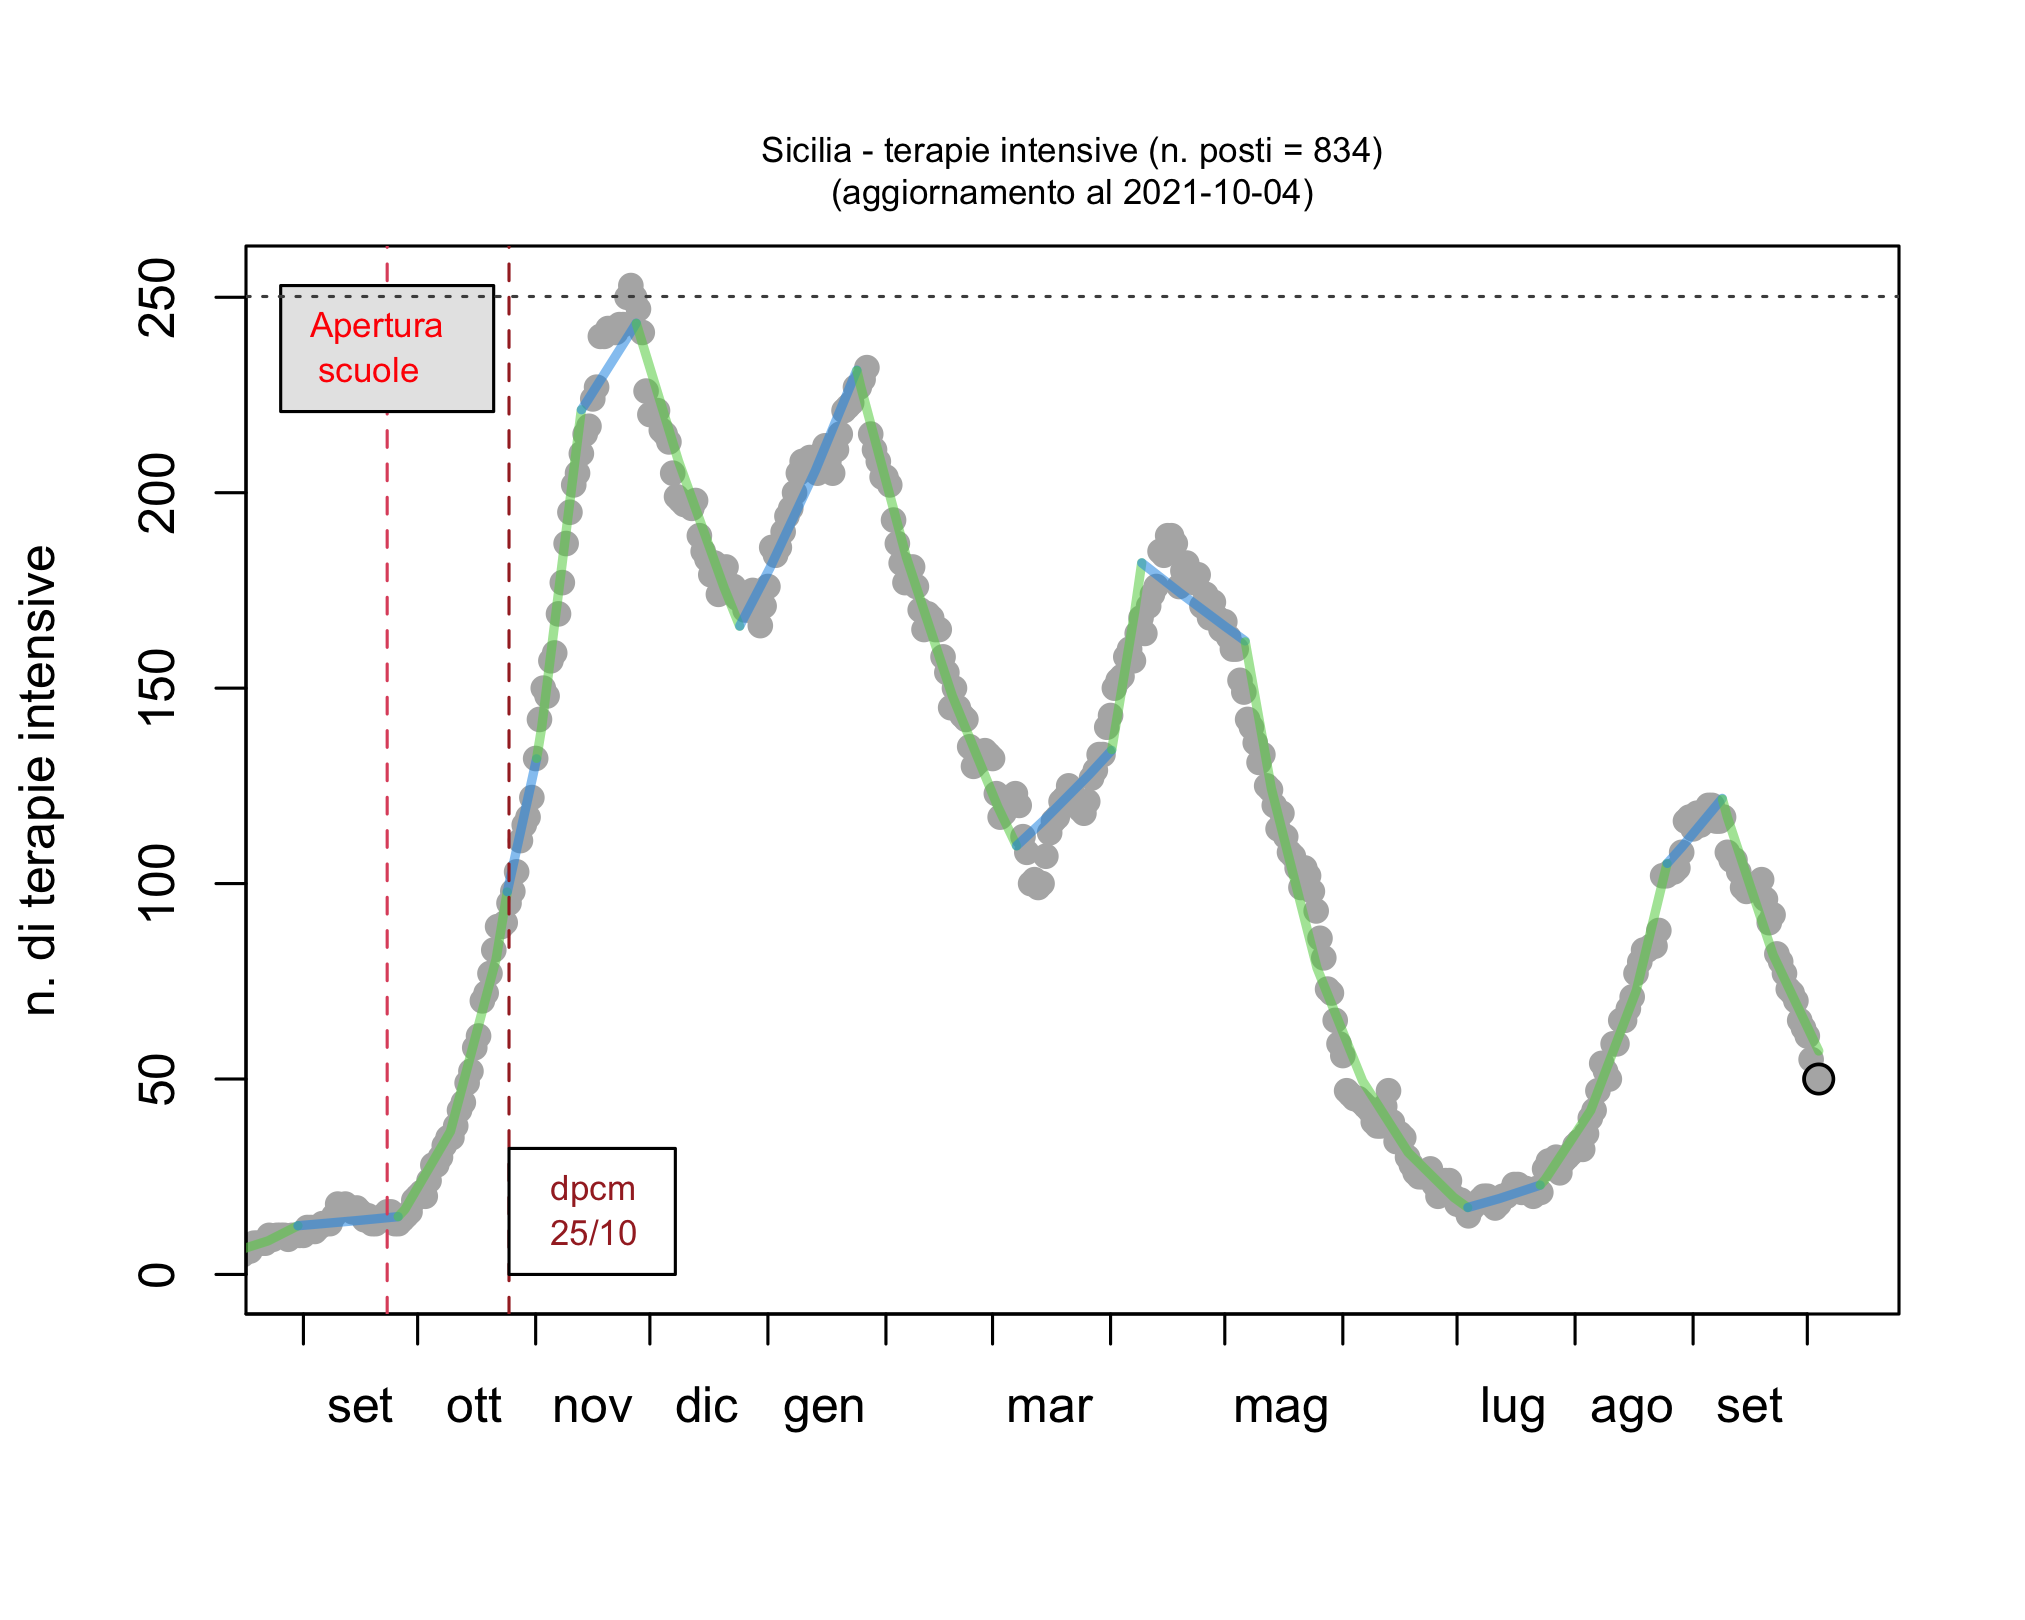 Sicilia - terapie intensive (n. posti = 834)
(aggiornamento al 2021-10-04)
n. di terapie intensive
250
200
150
100
50
0
Apertura
scuole
dpcm
25/10
set ott nov dic gen mar mag lug ago set